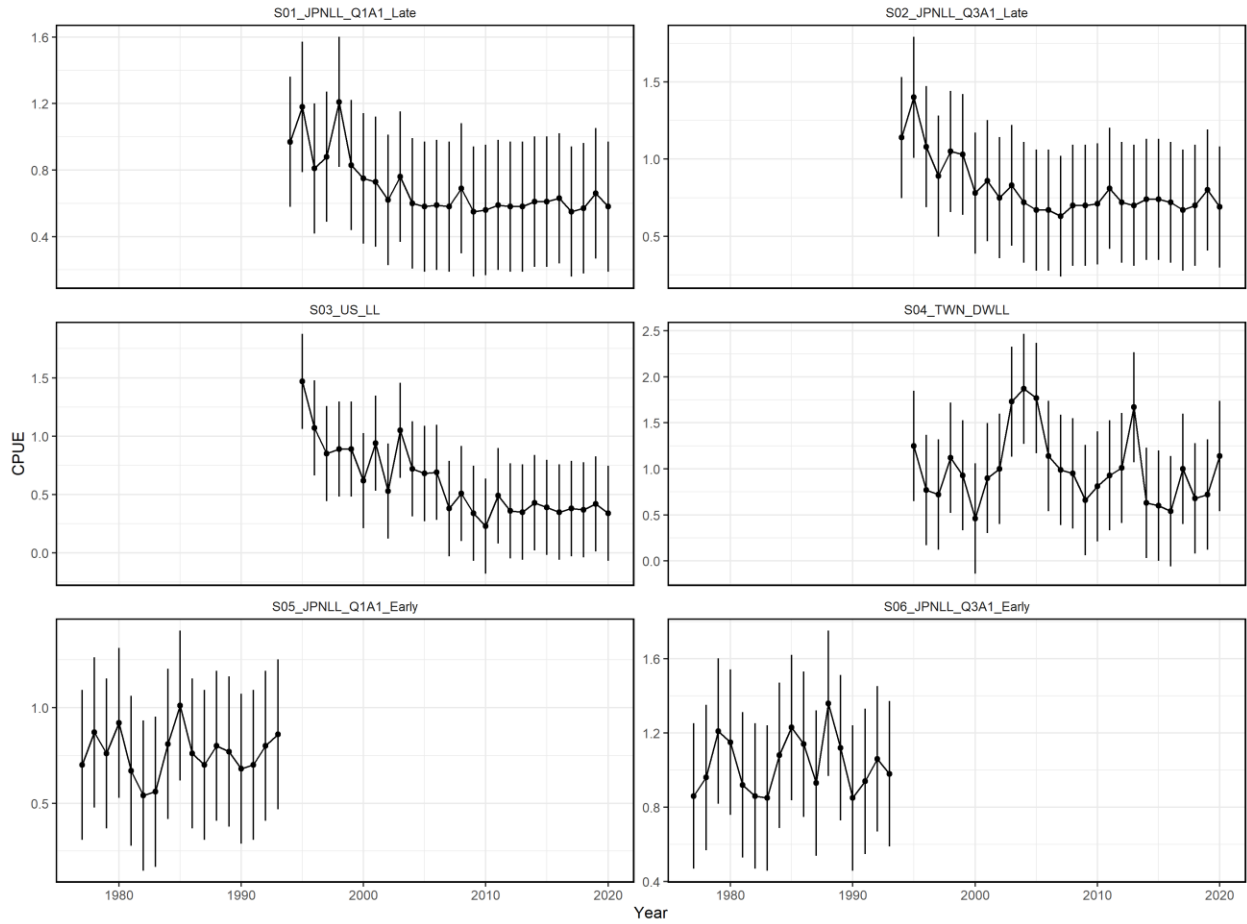 S01_JPNLL_Q1A1_Late
S02_JPNLL_Q3A1_Late
1.6
1.2
0.8
0.4
1.5
1.0
0.5
S03_US_LL
S04_TWN_DWLL
1.5
1.0
0.5
0.0
2.5
2.0
1.5
1.0
0.5
0.0
CPUE
S05_JPNLL_Q1A1_Early
S06_JPNLL_Q3A1_Early
1.0
0.5
1.6
1.2
0.8
0.4
1980 1990 2000 2010 2020
1980 1990 2000 2010 2020
Year